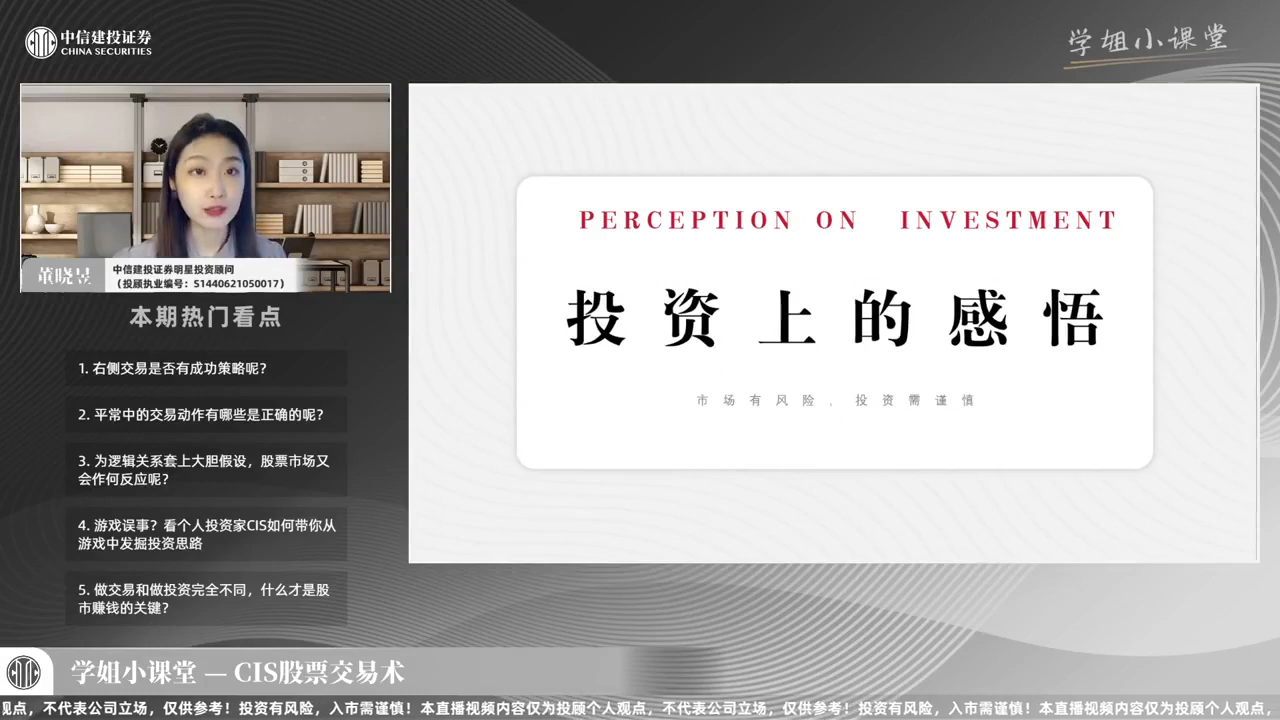 中信建投证券
CHINA SECURITIES
学姐小课堂
董晓昱
中信建投证券明星投资顾问
（投顾执业编号：S1440621050017）
本期热门看点
1. 右侧交易是否有成功策略呢？
2. 平常中的交易动作有哪些是正确的呢？
3. 为逻辑关系套上大胆假设，股票市场又
会作何反应呢？
4. 游戏误事？看个人投资家CIS如何带你从
游戏中发掘投资思路
5. 做交易和做投资完全不同，什么才是股
市赚钱的关键？
PERCEPTION ON INVESTMENT
投资上的感悟
市场有风险，投资需谨慎
学姐小课堂 — CIS股票交易术
观点，不代表公司立场，仅供参考！投资有风险，入市需谨慎！本直播视频内容仅为投顾个人观点，不代表公司立场，仅供参考！投资有风险，入市需谨慎！本直播视频内容仅为投顾个人观点，